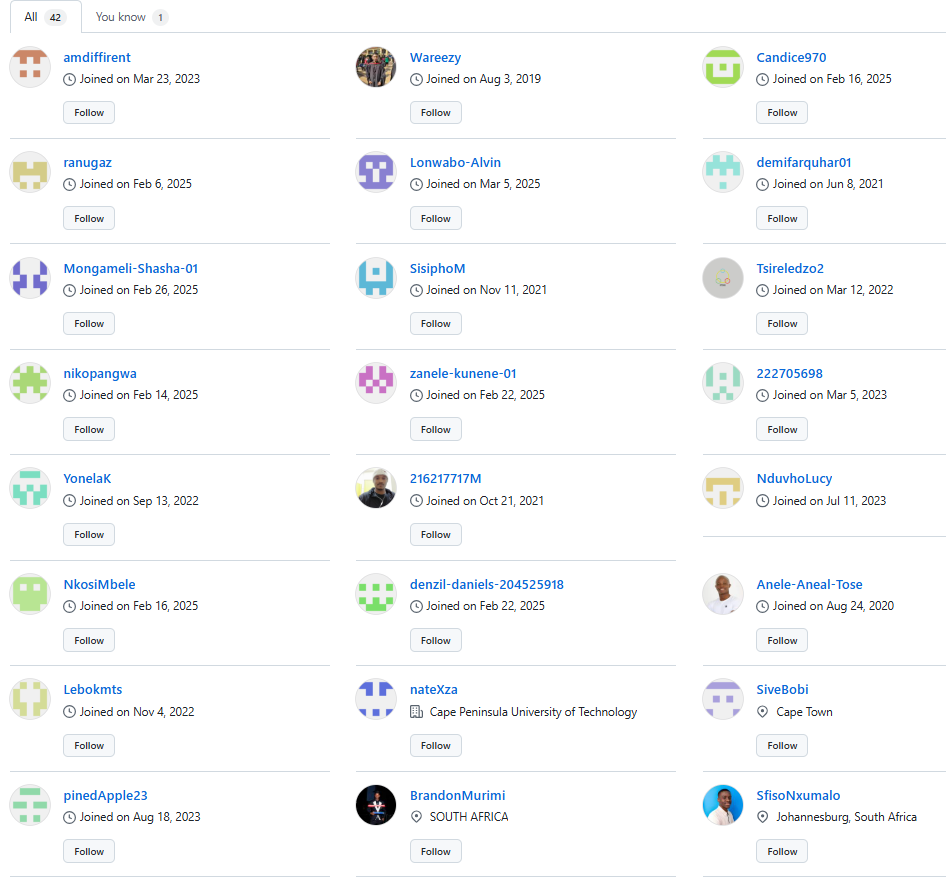 All 42 You know 1
amdiffirent
Joined on Mar 23, 2023
Follow
Wareezy
Joined on Aug 3, 2019
Follow
Candice970
Joined on Feb 16, 2025
Follow
ranugaz
Joined on Feb 6, 2025
Follow
Lonwabo-Alvin
Joined on Mar 5, 2025
Follow
demifarquhar01
Joined on Jun 8, 2021
Follow
Mongameli-Shasha-01
Joined on Feb 26, 2025
Follow
SisiphoM
Joined on Nov 11, 2021
Follow
Tsireledzo2
Joined on Mar 12, 2022
Follow
nikopangwa
Joined on Feb 14, 2025
Follow
zanele-kunene-01
Joined on Feb 22, 2025
Follow
222705698
Joined on Mar 5, 2023
Follow
YonelaK
Joined on Sep 13, 2022
Follow
216217717M
Joined on Oct 21, 2021
Follow
NduvhoLucy
Joined on Jul 11, 2023
NkosiMbele
Joined on Feb 16, 2025
Follow
denzil-daniels-204525918
Joined on Feb 22, 2025
Follow
Anele-Aneal-Tose
Joined on Aug 24, 2020
Follow
Lebokmts
Joined on Nov 4, 2022
Follow
nateXza
Cape Peninsula University of Technology
Follow
SiveBobi
Cape Town
Follow
pinedApple23
Joined on Aug 18, 2023
Follow
BrandonMurimi
SOUTH AFRICA
Follow
SfisoNxumalo
Johannesburg, South Africa
Follow